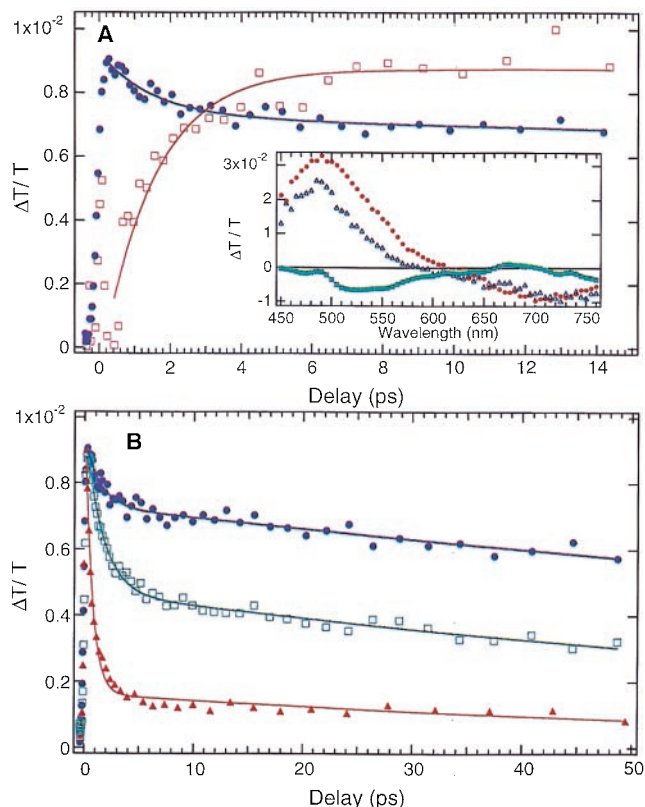 1x10⁻²
A
0.8
0.6
0.4
0.2
0
ΔT/ T
3x10⁻²
2
1
0
-1
ΔT / T
450 500 550 600 650 700 750
Wavelength (nm)
0 2 4 6 8 10 12 14
Delay (ps)
1x10⁻²
B
0.8
0.6
0.4
0.2
0
ΔT/ T
0 10 20 30 40 50
Delay (ps)